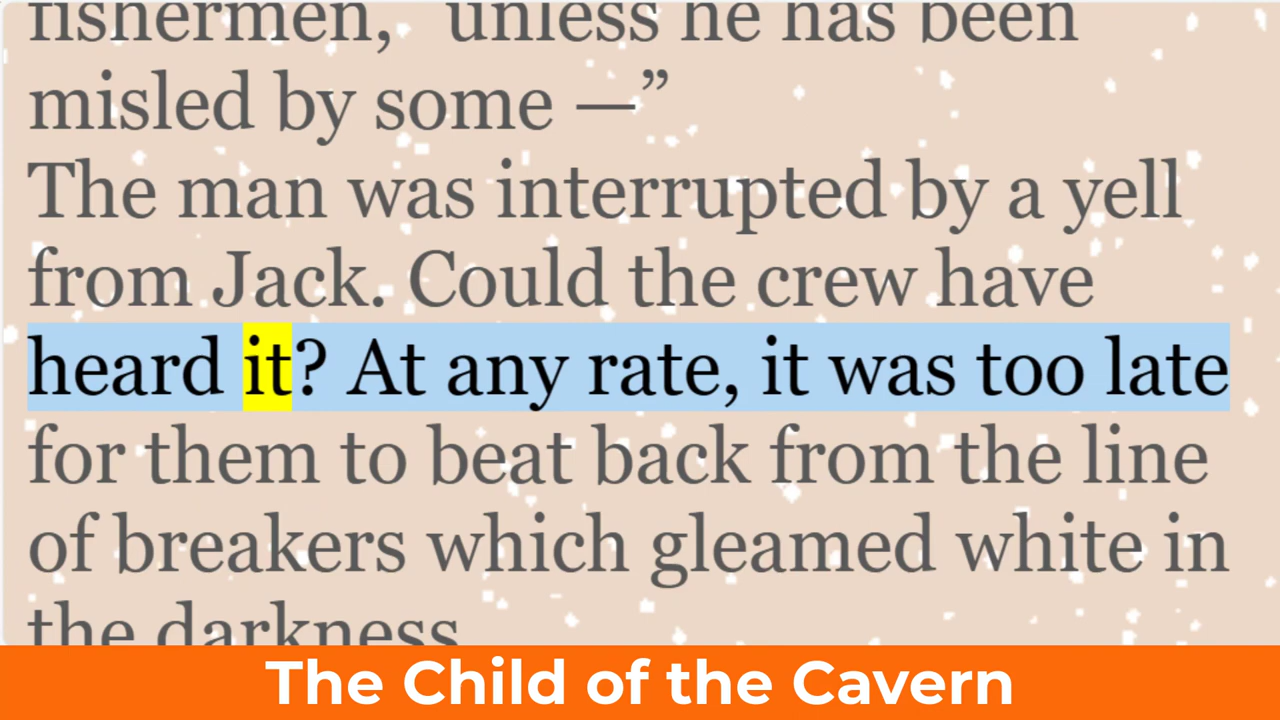 fishermen, “unless he has been
misled by some —”
The man was interrupted by a yell
from Jack. Could the crew have
heard it? At any rate, it was too late
for them to beat back from the line
of breakers which gleamed white in
the darkness
The Child of the Cavern